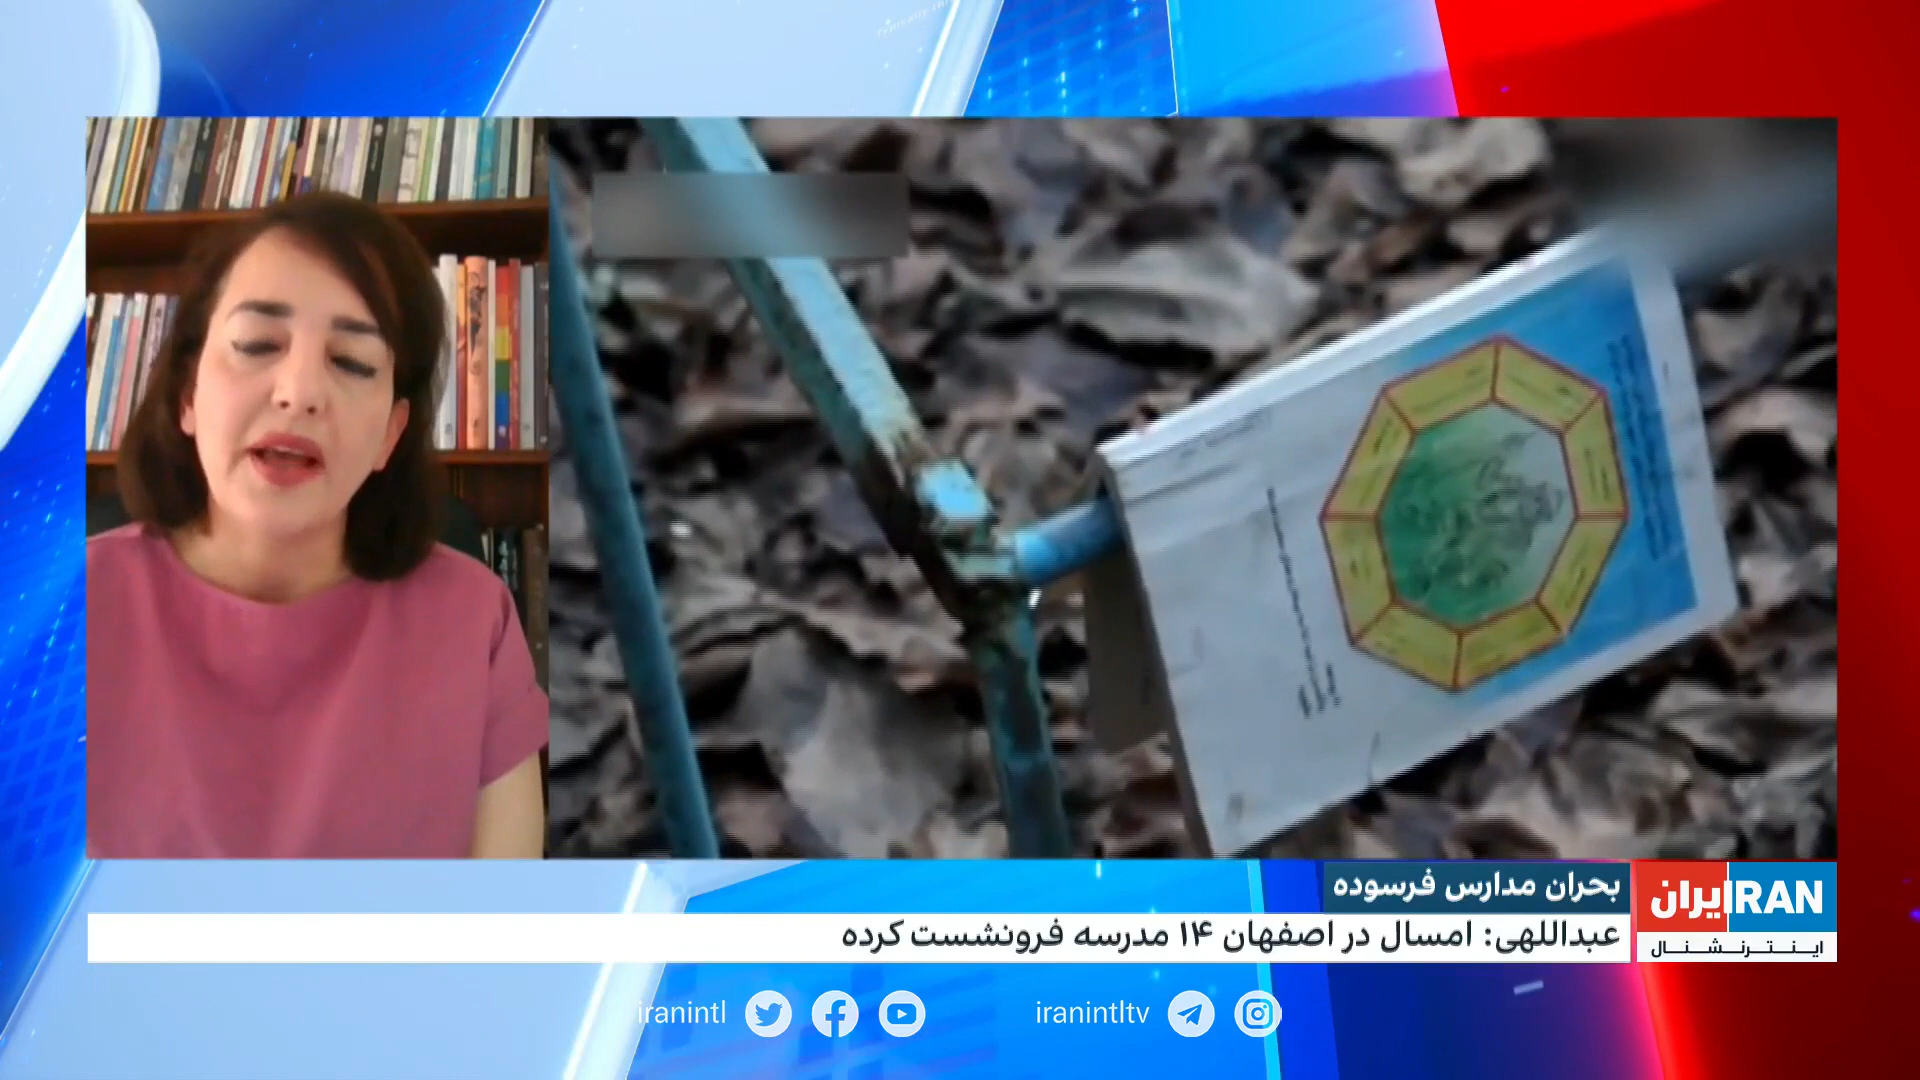 بحران مدارس فرسوده
عبداللهی: امسال در اصفهان ۱۴ مدرسه فرونشست کرده
ایران IRAN
اینترنشنال
iranintl
iranintltv